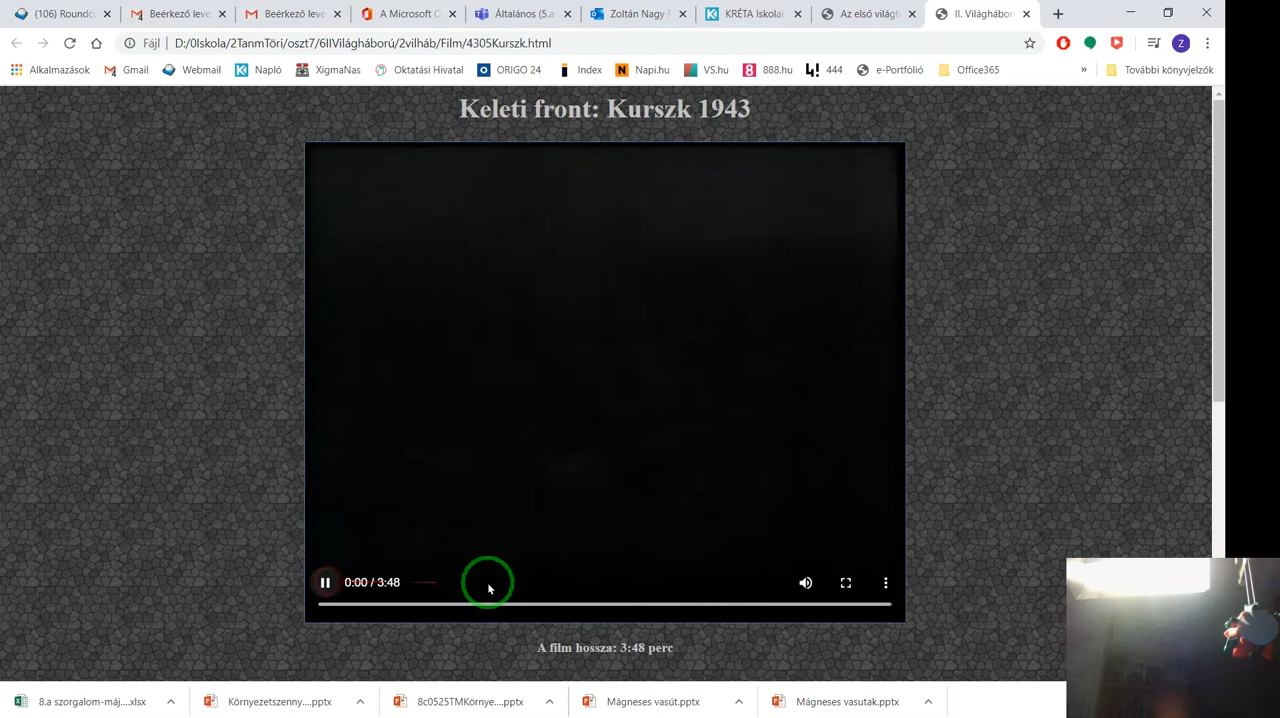 (106) Roundcu
Beérkező leve
Beérkező leve
A Microsoft O
Általános (5.a
Zoltán Nagy F
KRÉTA Iskolai
Az első világh
II. Világháború
Fájl
D:/0Iskola/2TanmTöri/oszt7/6IIVilágháború/2vilháb/Film/4305Kurszk.html
Alkalmazások
Gmail
Webmail
Napló
XigmaNas
Oktatási Hivatal
ORIGO 24
Index
Napi.hu
VS.hu
888.hu
444
e-Portfólió
Office365
»
További könyvjelzők
Keleti front: Kurszk 1943
0:00 / 3:48
A film hossza: 3:48 perc
8.a szorgalom-máj....xlsx
Környezetszenny....pptx
8c0525TMKörnye....pptx
Mágneses vasút.pptx
Mágneses vasutak.pptx